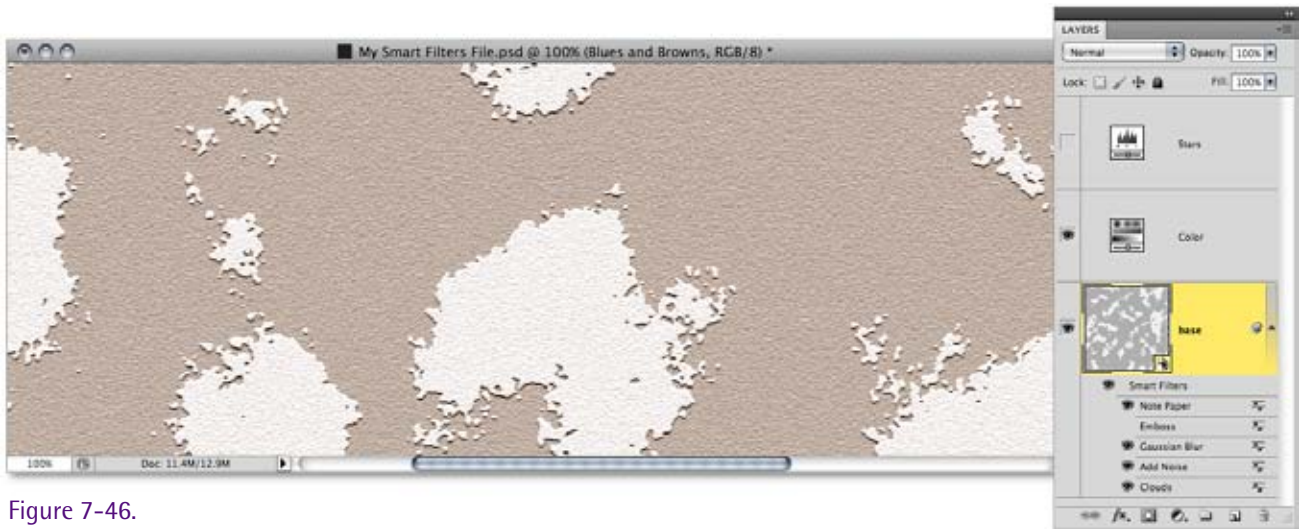 My Smart Filters File.psd @ 100% (Blues and Browns, RGB/8) *
LAYERS
Normal Opacity: 100%
Lock: Fill: 100%
Stars
Color
base
Smart Filters
Note Paper
Emboss
Gaussian Blur
Add Noise
Clouds
100% Doc: 11.4M/12.9M
fx.
Figure 7-46.